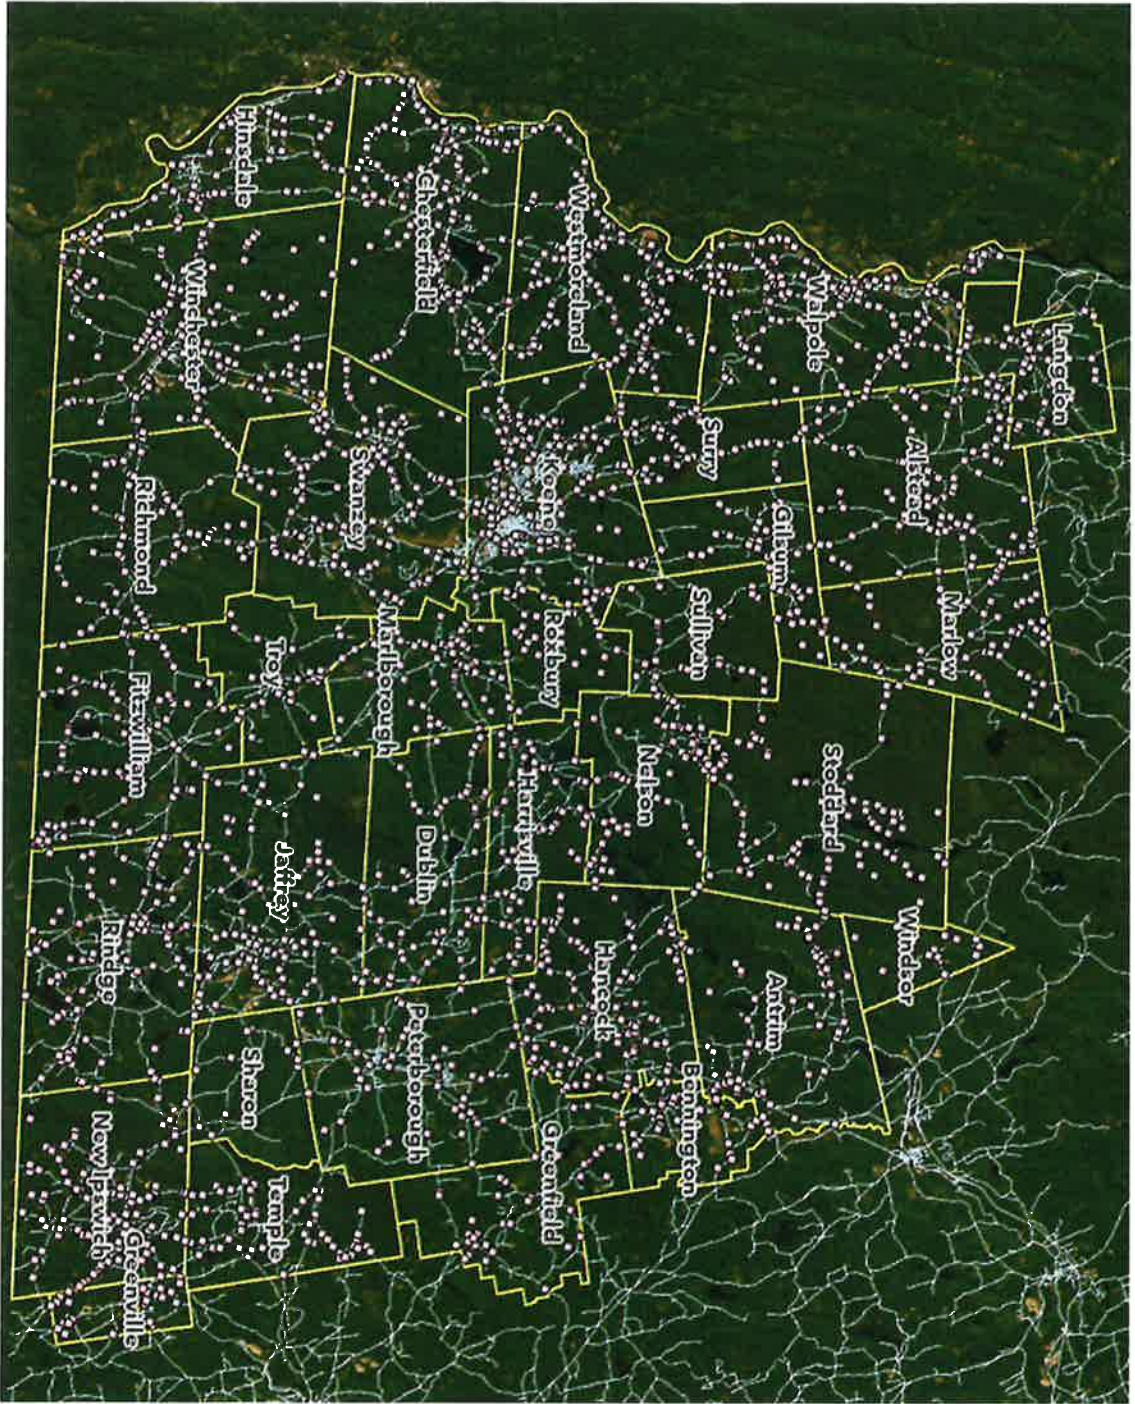 Langdon
Alstead
Marlow
Windsor
Walpole
Gilsum
Stoddard
Antrim
Surry
Sullivan
Nelson
Bennington
Hancock
Westmoreland
Keene
Roxbury
Harrisville
Greenfield
Chesterfield
Dublin
Peterborough
Swanzey
Marlborough
Troy
Jaffrey
Sharon
Temple
Hinsdale
Winchester
Richmond
Fitzwilliam
Rindge
New Ipswich
Greenville